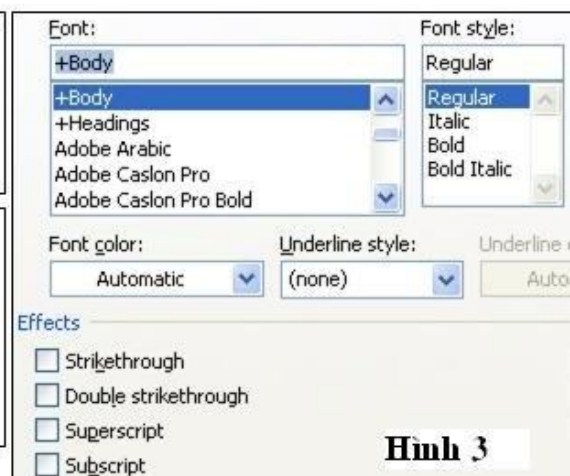 Font:
Font style:
+Body
Regular
+Body
+Headings
Adobe Arabic
Adobe Caslon Pro
Adobe Caslon Pro Bold
Regular
Italic
Bold
Bold Italic
Font color:
Underline style:
Underline
Automatic
(none)
Effects
Strikethrough
Double strikethrough
Superscript
Subscript
Hình 3